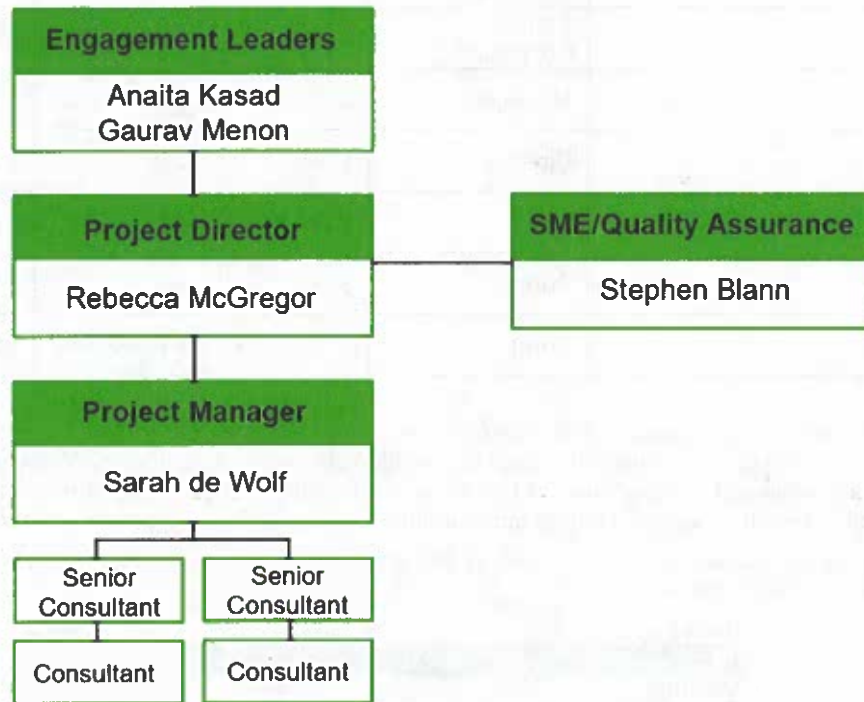 Engagement Leaders
Anaita Kasad
Gaurav Menon
Project Director
Rebecca McGregor
SME/Quality Assurance
Stephen Blann
Project Manager
Sarah de Wolf
Senior
Consultant
Senior
Consultant
Consultant
Consultant